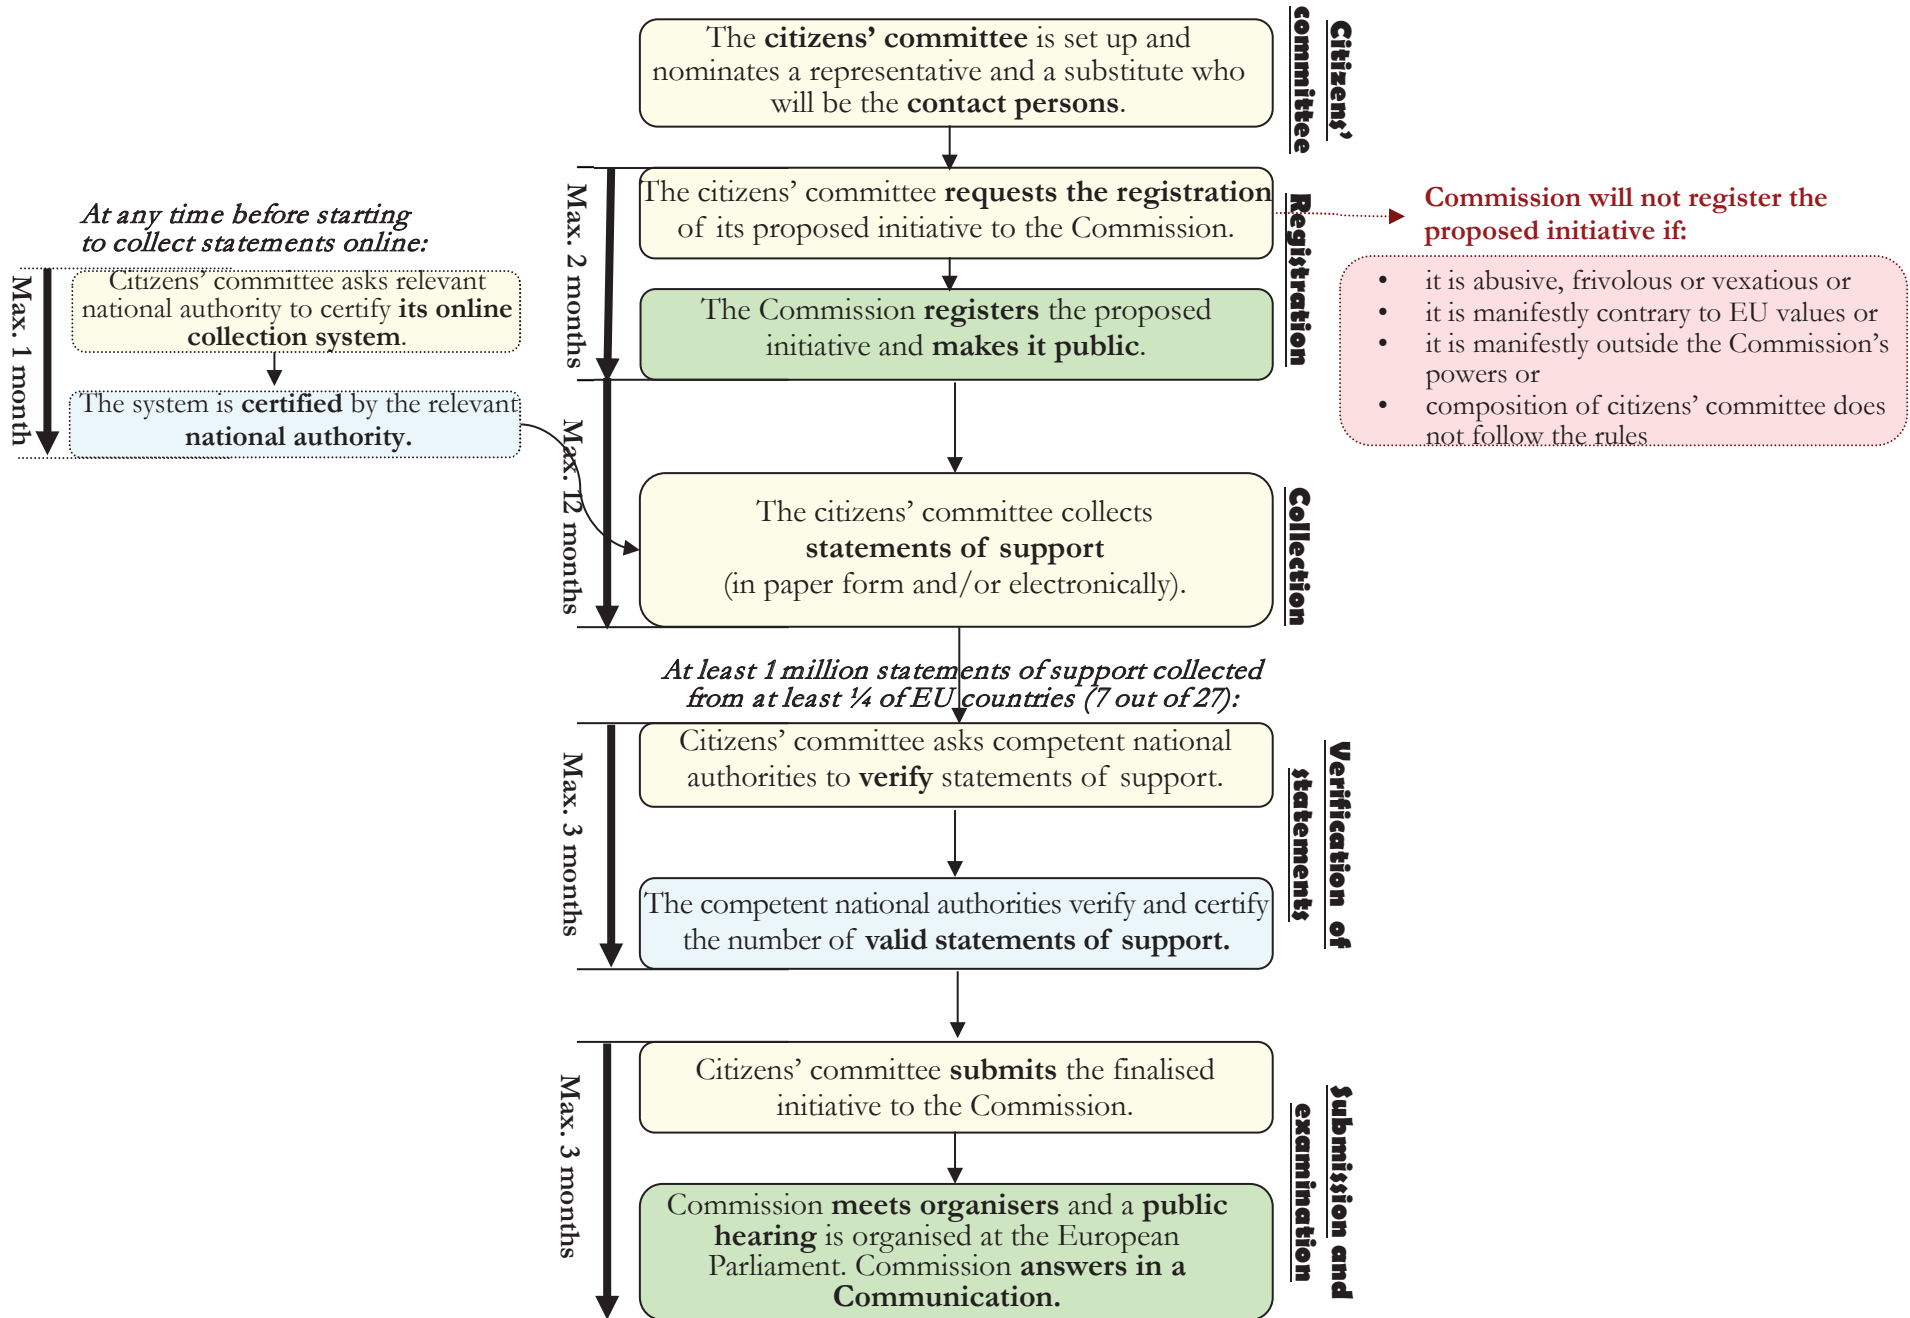 The citizens’ committee is set up and
nominates a representative and a substitute who
will be the contact persons.
Citizens’
committee
Max. 2 months
The citizens’ committee requests the registration
of its proposed initiative to the Commission.
Registration
Commission will not register the
proposed initiative if:
• it is abusive, frivolous or vexatious or
• it is manifestly contrary to EU values or
• it is manifestly outside the Commission’s
powers or
• composition of citizens’ committee does
not follow the rules
At any time before starting
to collect statements online:
Max. 1 month
Citizens’ committee asks relevant
national authority to certify its online
collection system.
The system is certified by the relevant
national authority.
The Commission registers the proposed
initiative and makes it public.
Max. 12 months
The citizens’ committee collects
statements of support
(in paper form and/or electronically).
Collection
At least 1 million statements of support collected
from at least ¼ of EU countries (7 out of 27):
Max. 3 months
Citizens’ committee asks competent national
authorities to verify statements of support.
Verification of
statements
The competent national authorities verify and certify
the number of valid statements of support.
Max. 3 months
Citizens’ committee submits the finalised
initiative to the Commission.
Submission and
examination
Commission meets organisers and a public
hearing is organised at the European
Parliament. Commission answers in a
Communication.